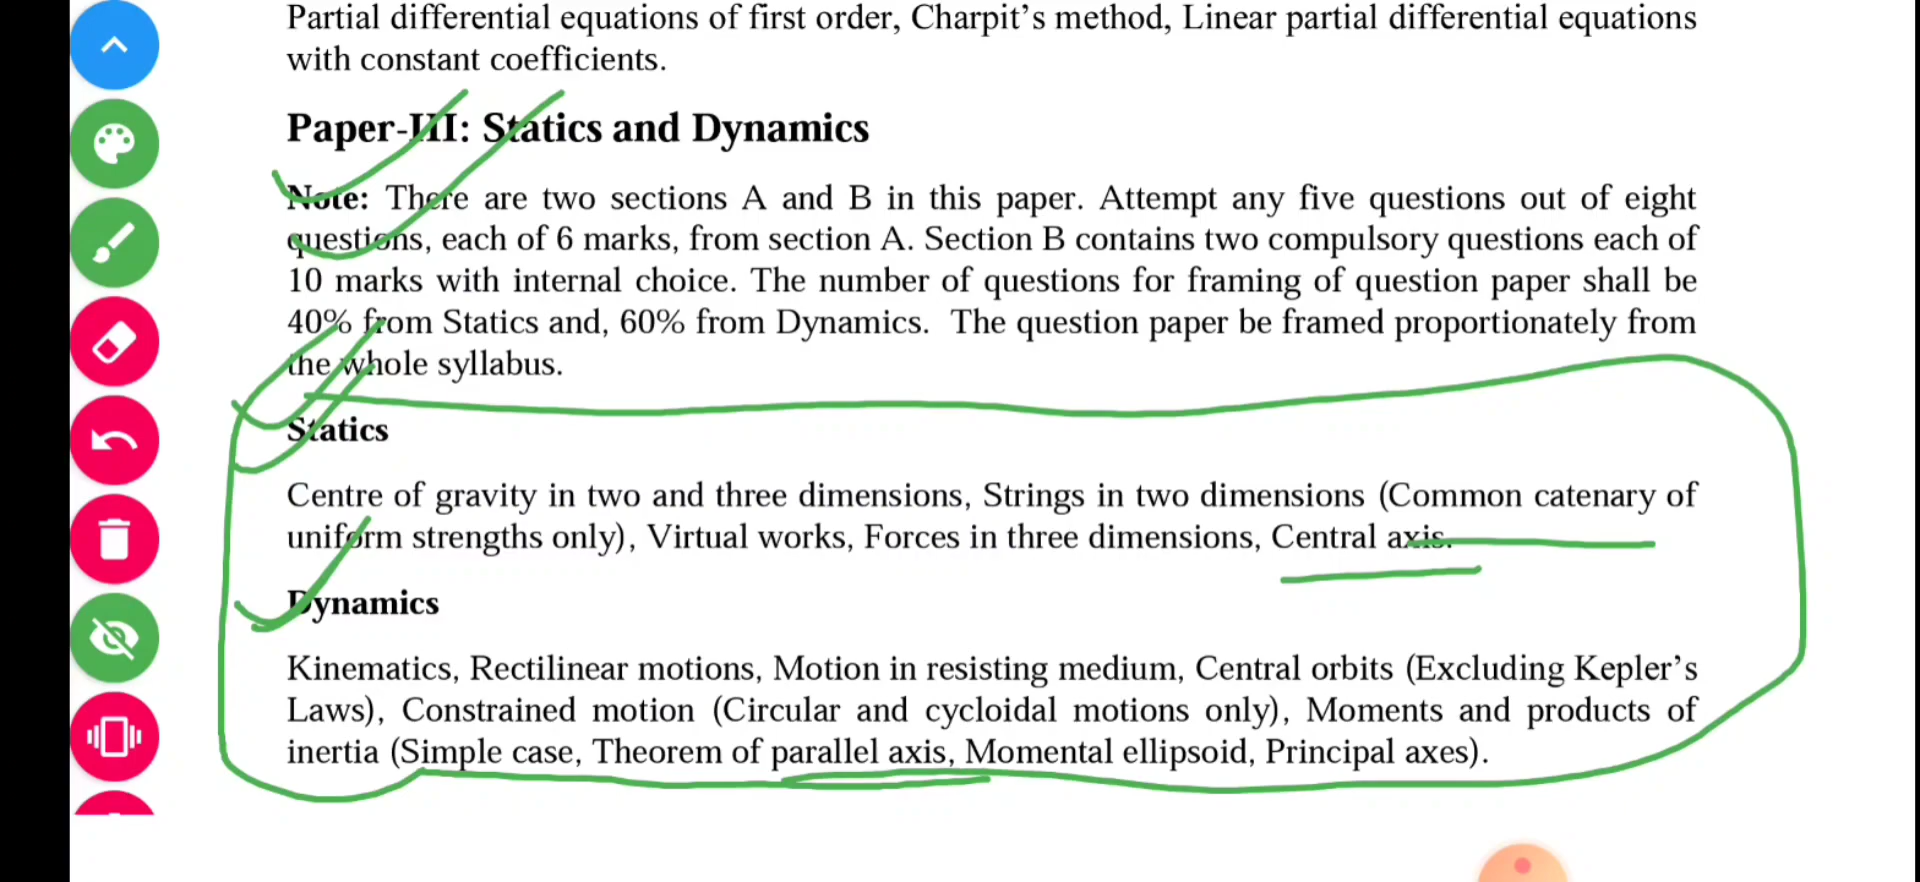 Partial differential equations of first order, Charpit’s method, Linear partial differential equations
with constant coefficients.
Paper-III: Statics and Dynamics
Note: There are two sections A and B in this paper. Attempt any five questions out of eight
questions, each of 6 marks, from section A. Section B contains two compulsory questions each of
10 marks with internal choice. The number of questions for framing of question paper shall be
40% from Statics and, 60% from Dynamics. The question paper be framed proportionately from
the whole syllabus.
Statics
Centre of gravity in two and three dimensions, Strings in two dimensions (Common catenary of
uniform strengths only), Virtual works, Forces in three dimensions, Central axis.
Dynamics
Kinematics, Rectilinear motions, Motion in resisting medium, Central orbits (Excluding Kepler’s
Laws), Constrained motion (Circular and cycloidal motions only), Moments and products of
inertia (Simple case, Theorem of parallel axis, Momental ellipsoid, Principal axes).